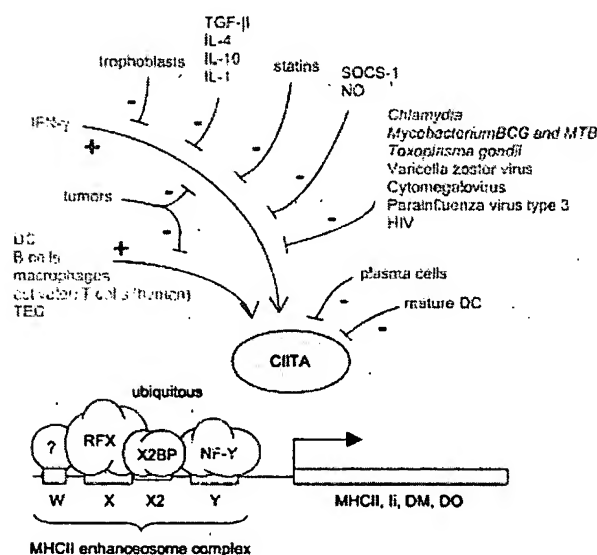 TGF-β
IL-4
IL-10
IL-1
trophoblasts
statins
SOCS-1
NO
IFN-γ
Chlamydia
MycobacteriumBCG and MTB
Toxoplasma gondii
Varicella zoster virus
Cytomegalovirus
Parainfluenza virus type 3
HIV
tumors
DC
B cells
macrophages
activated T cells (human)
TEC
plasma cells
mature DC
CIITA
ubiquitous
?
RFX
X2BP
NF-Y
W X X2 Y
MHCII, Ii, DM, DO
MHCII enhanceosome complex